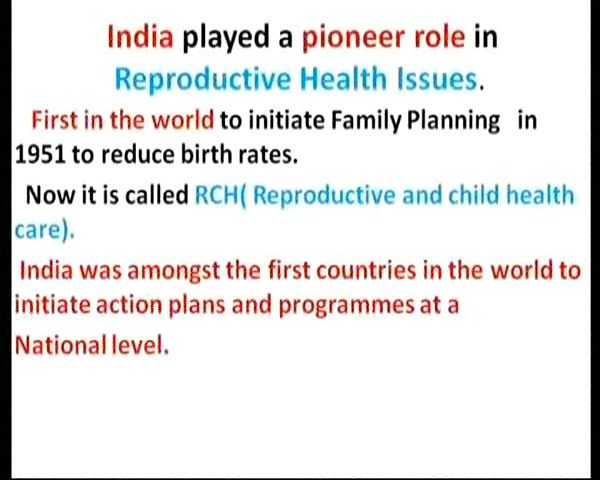 India played a pioneer role in
Reproductive Health Issues.
First in the world to initiate Family Planning in
1951 to reduce birth rates.
Now it is called RCH( Reproductive and child health
care).
India was amongst the first countries in the world to
initiate action plans and programmes at a
National level.